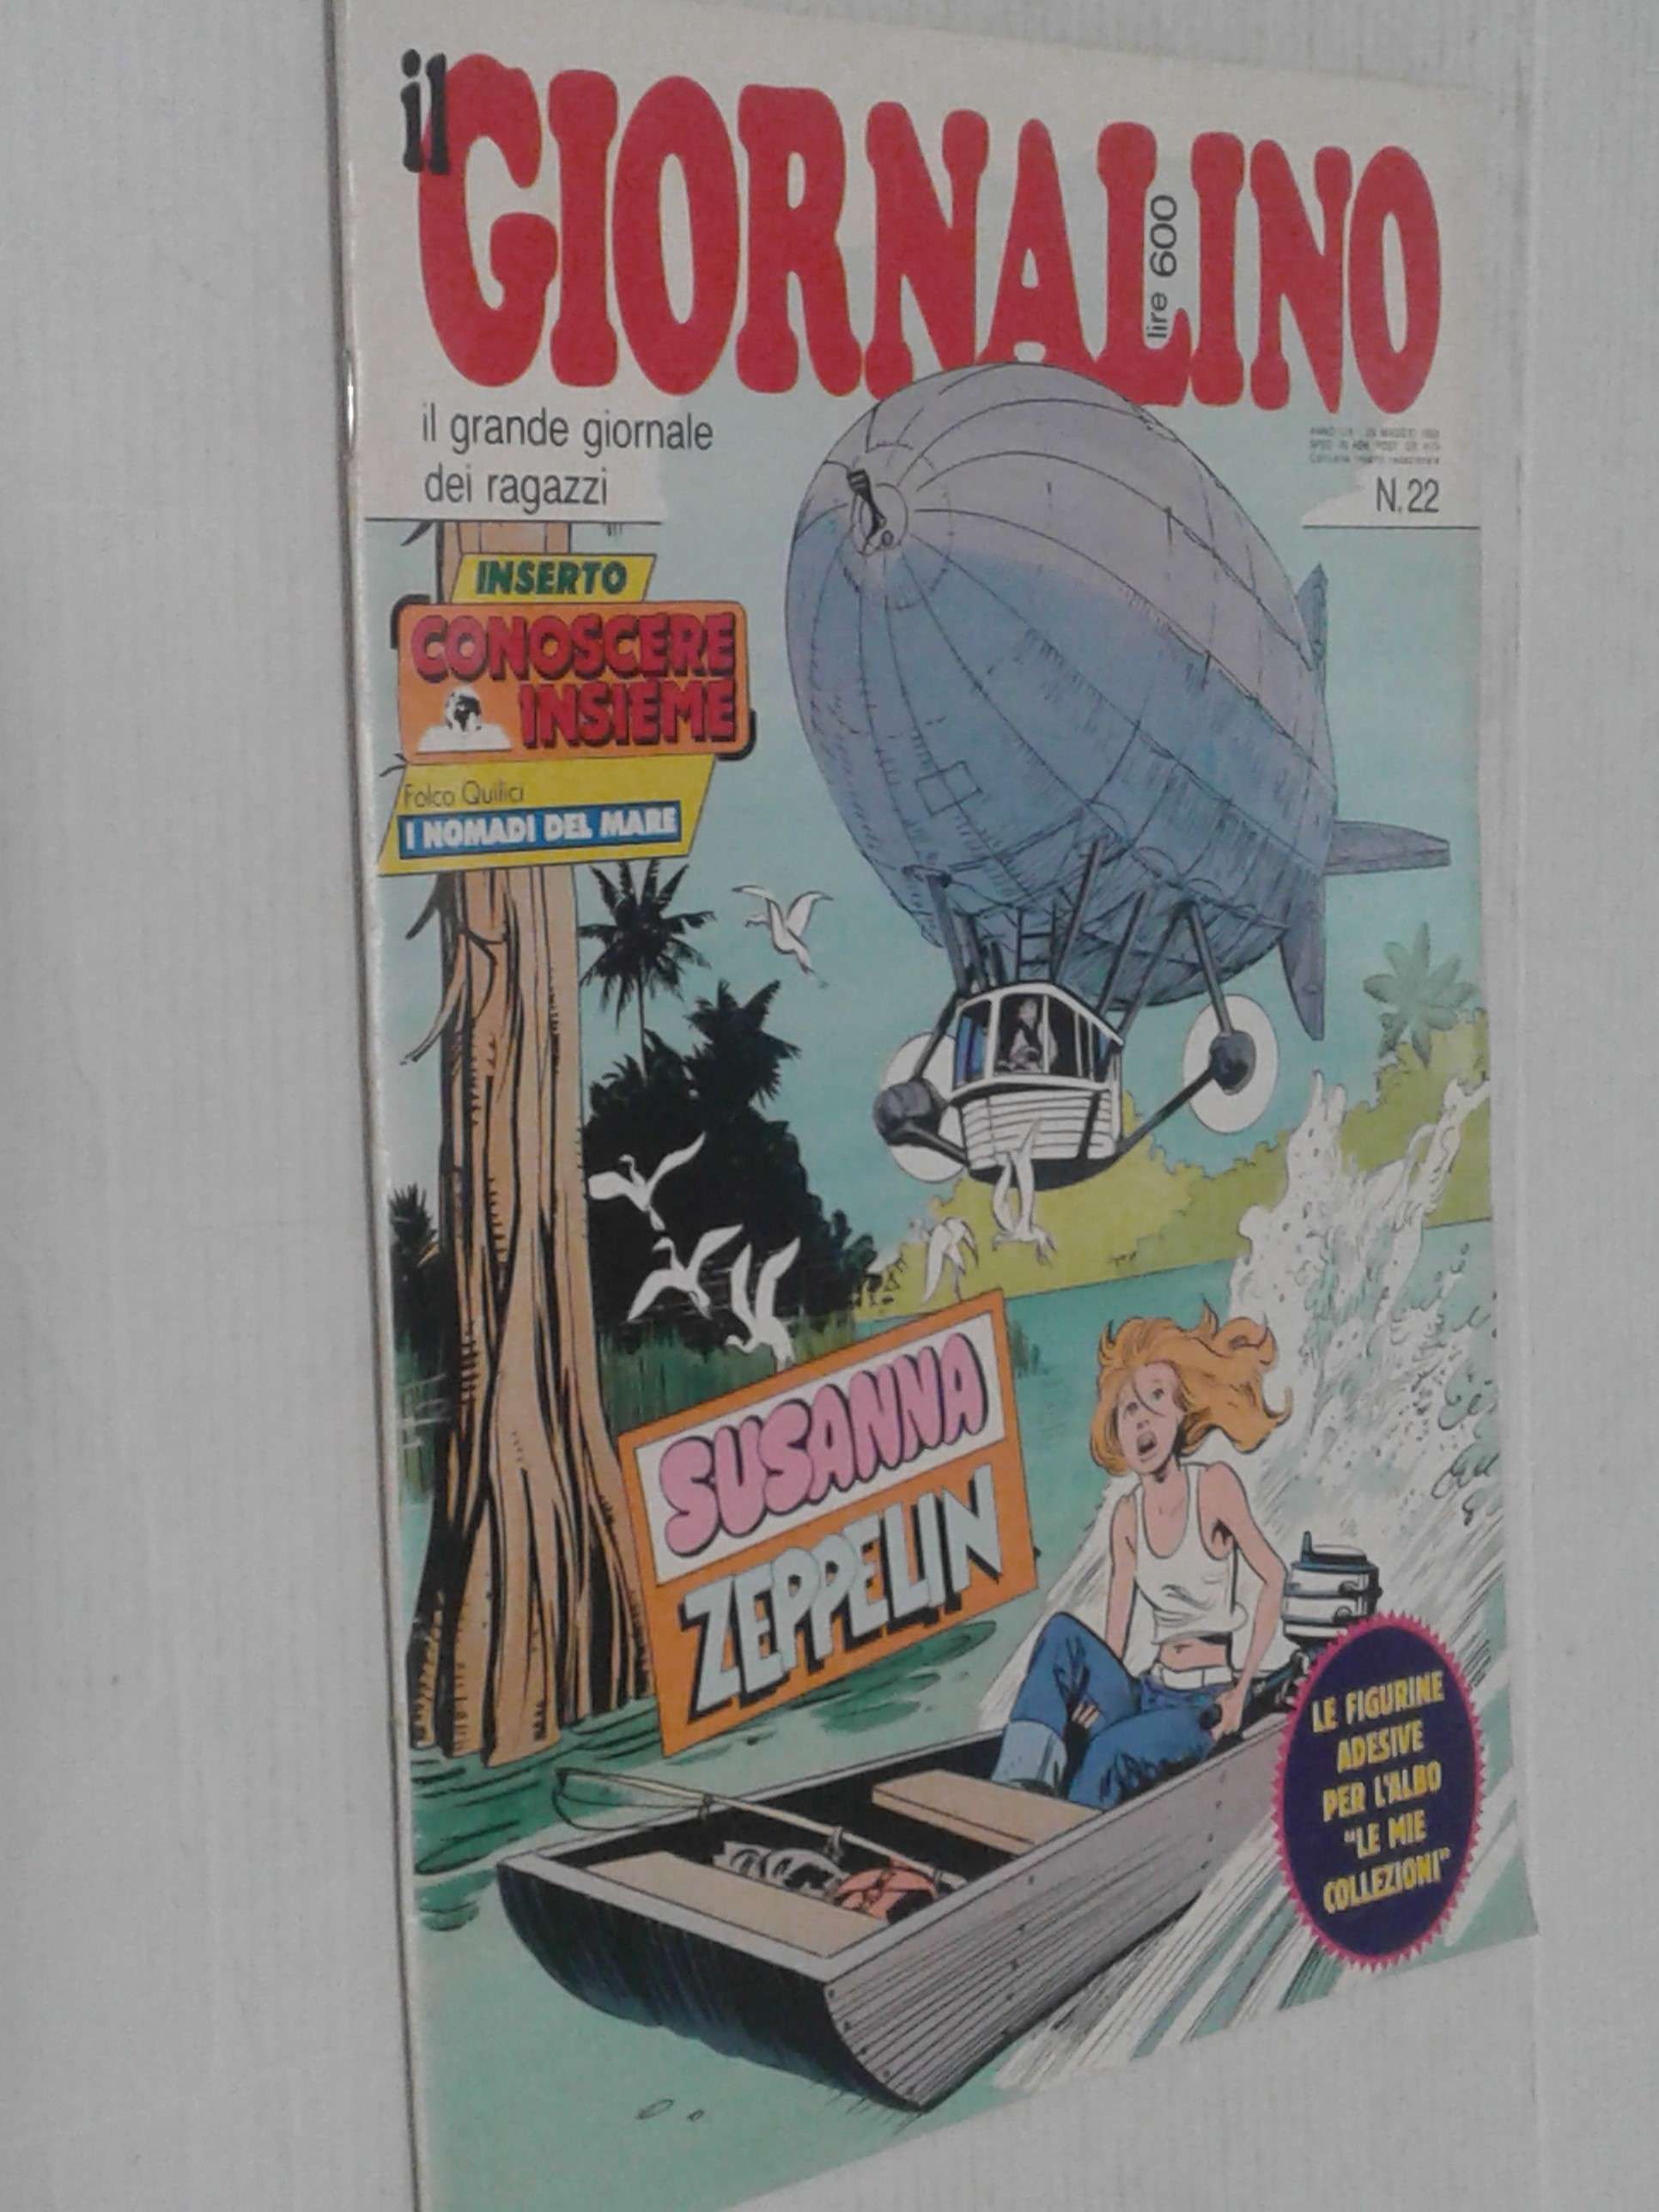 il GIORNALINO
lire 600
il grande giornale
dei ragazzi
N.22
INSERTO
CONOSCERE
INSIEME
Folco Quilici
I NOMADI DEL MARE
SUSANNA
ZEPPELIN
LE FIGURINE
ADESIVE
PER L'ALBO
"LE MIE
COLLEZIONI"